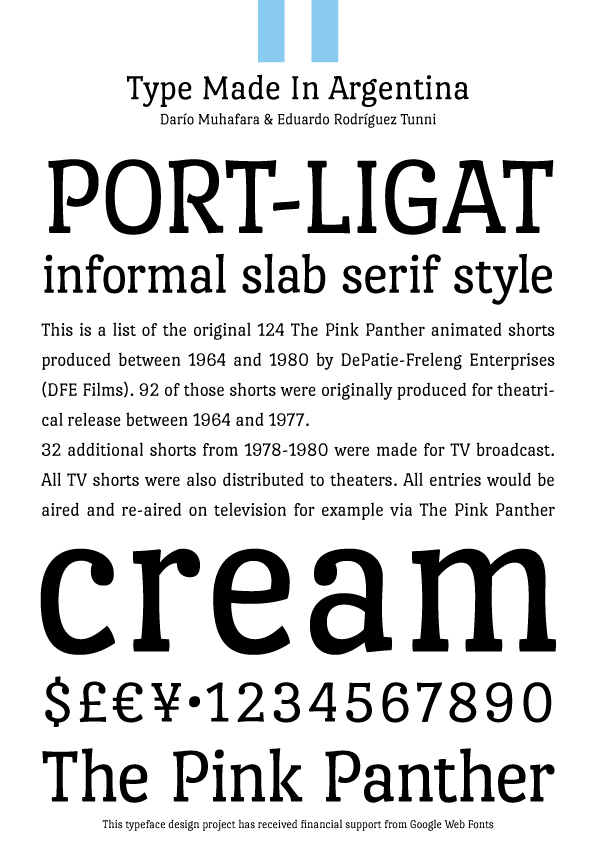 Type Made In Argentina
Darío Muhafara & Eduardo Rodríguez Tunni
PORT-LIGAT
informal slab serif style
This is a list of the original 124 The Pink Panther animated shorts
produced between 1964 and 1980 by DePatie-Freleng Enterprises
(DFE Films). 92 of those shorts were originally produced for theatri-
cal release between 1964 and 1977.
32 additional shorts from 1978-1980 were made for TV broadcast.
All TV shorts were also distributed to theaters. All entries would be
aired and re-aired on television for example via The Pink Panther
cream
$£€¥•1234567890
The Pink Panther
This typeface design project has received financial support from Google Web Fonts